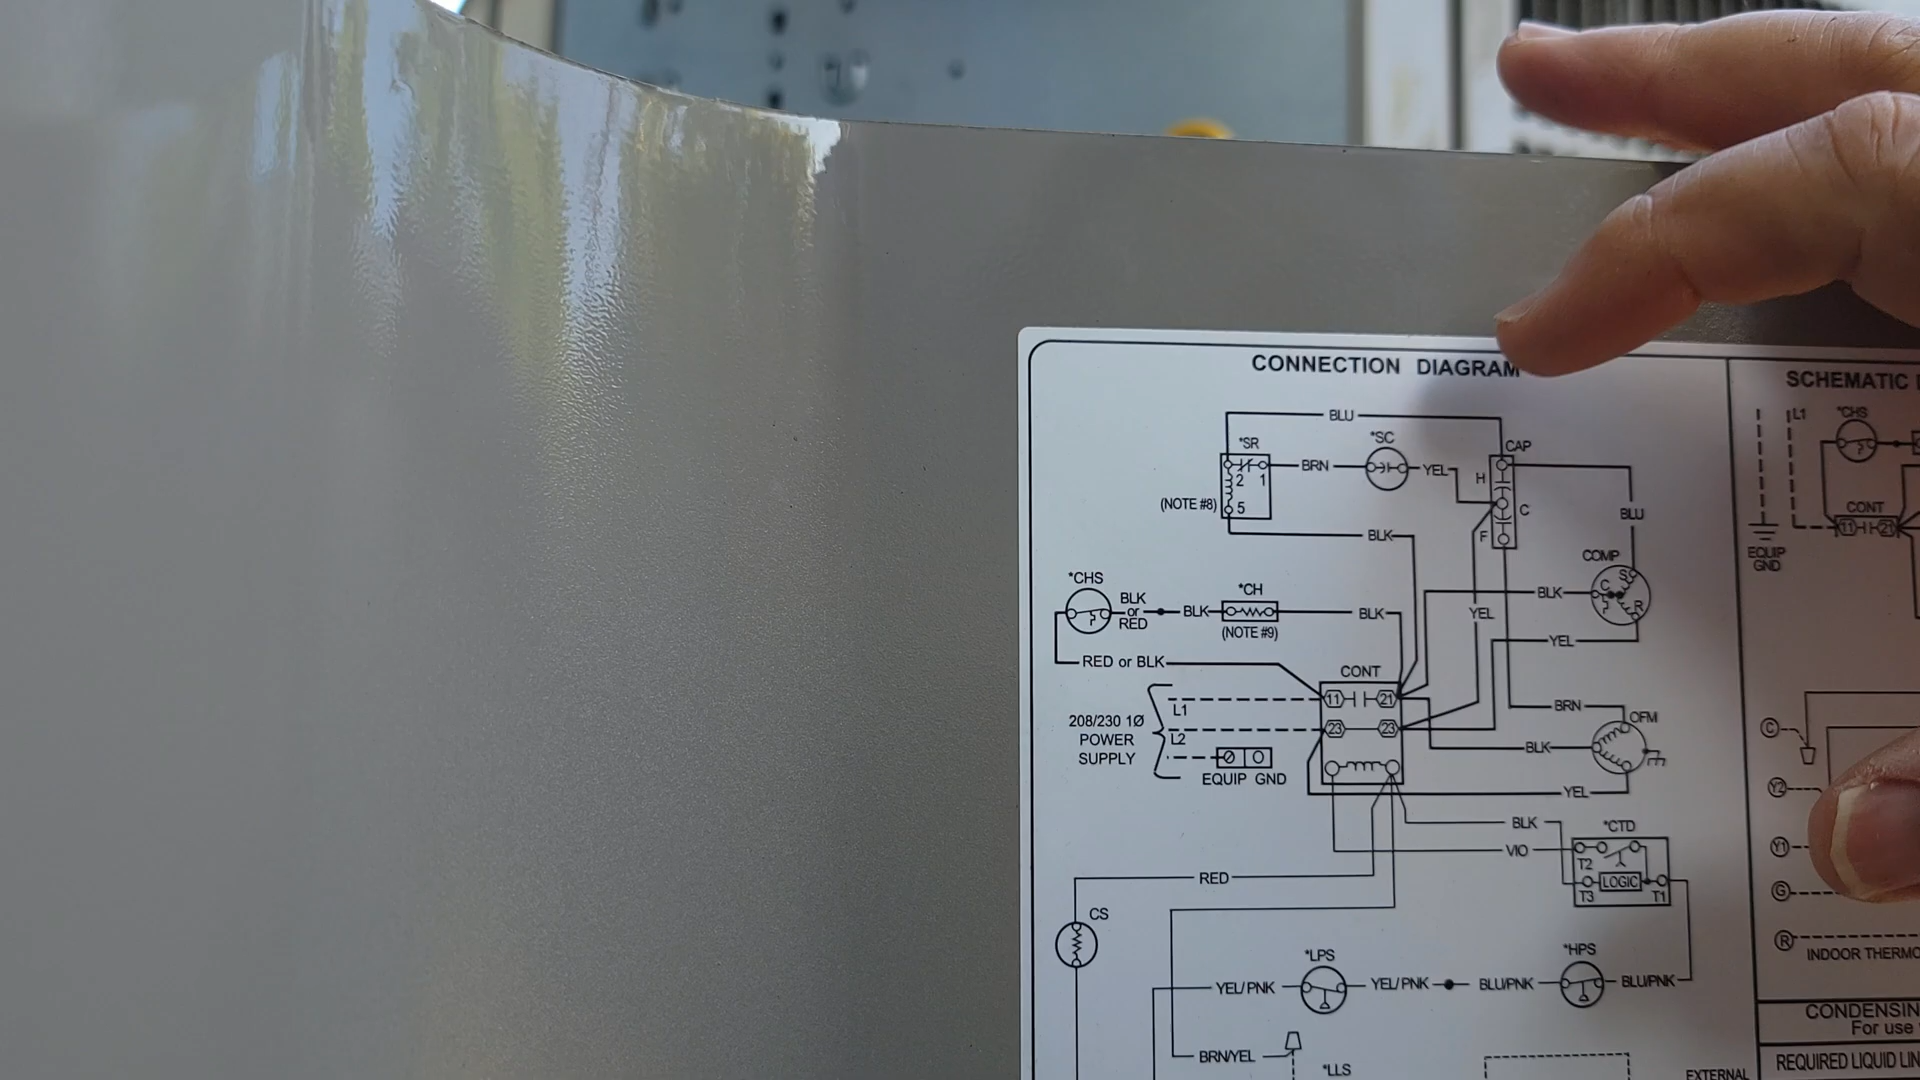 CONNECTION DIAGRAM
BLU
*SR
*SC
CAP
2 1
BRN
YEL
H
(NOTE #8)
5
C
BLK
F
BLU
COMP
*CHS
BLK
or
RED
BLK
*CH
(NOTE #9)
BLK
YEL
BLK
C
S
R
YEL
RED or BLK
CONT
11
21
L1
208/230 1Ø
POWER
SUPPLY
23
23
L2
EQUIP GND
BRN
OFM
BLK
YEL
BLK
*CTD
VIO
T2
LOGIC
T3
T1
RED
CS
*LPS
*HPS
YEL/PNK
YEL/PNK
BLU/PNK
BLU/PNK
BRN/YEL
*LLS
EXTERNAL
SCHEMATIC
L1
*CHS
CONT
11
21
EQUIP
GND
C
Y2
Y1
G
R
INDOOR
CONDENSIN
For use
REQUIRED LIQUID LIN